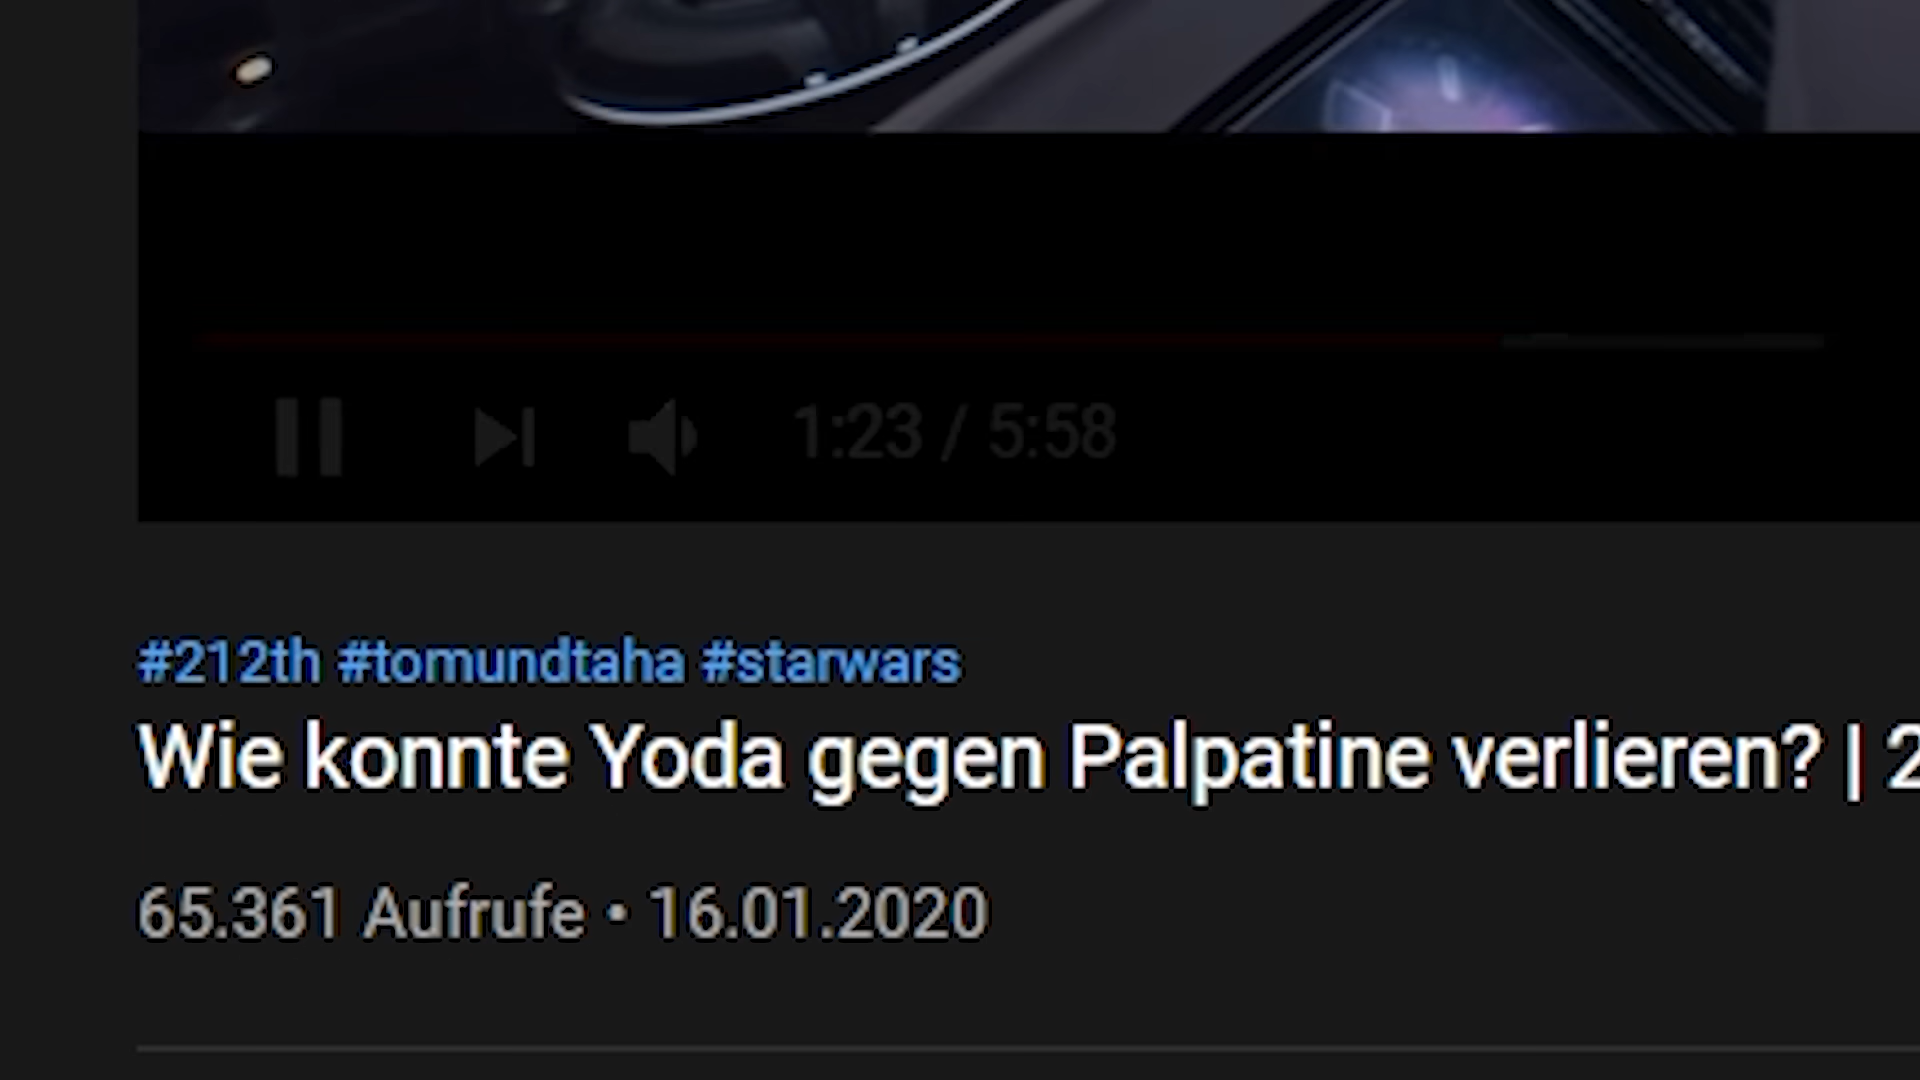 1:23 / 5:58
#212th #tomundtaha #starwars
Wie konnte Yoda gegen Palpatine verlieren? | 2
65.361 Aufrufe • 16.01.2020